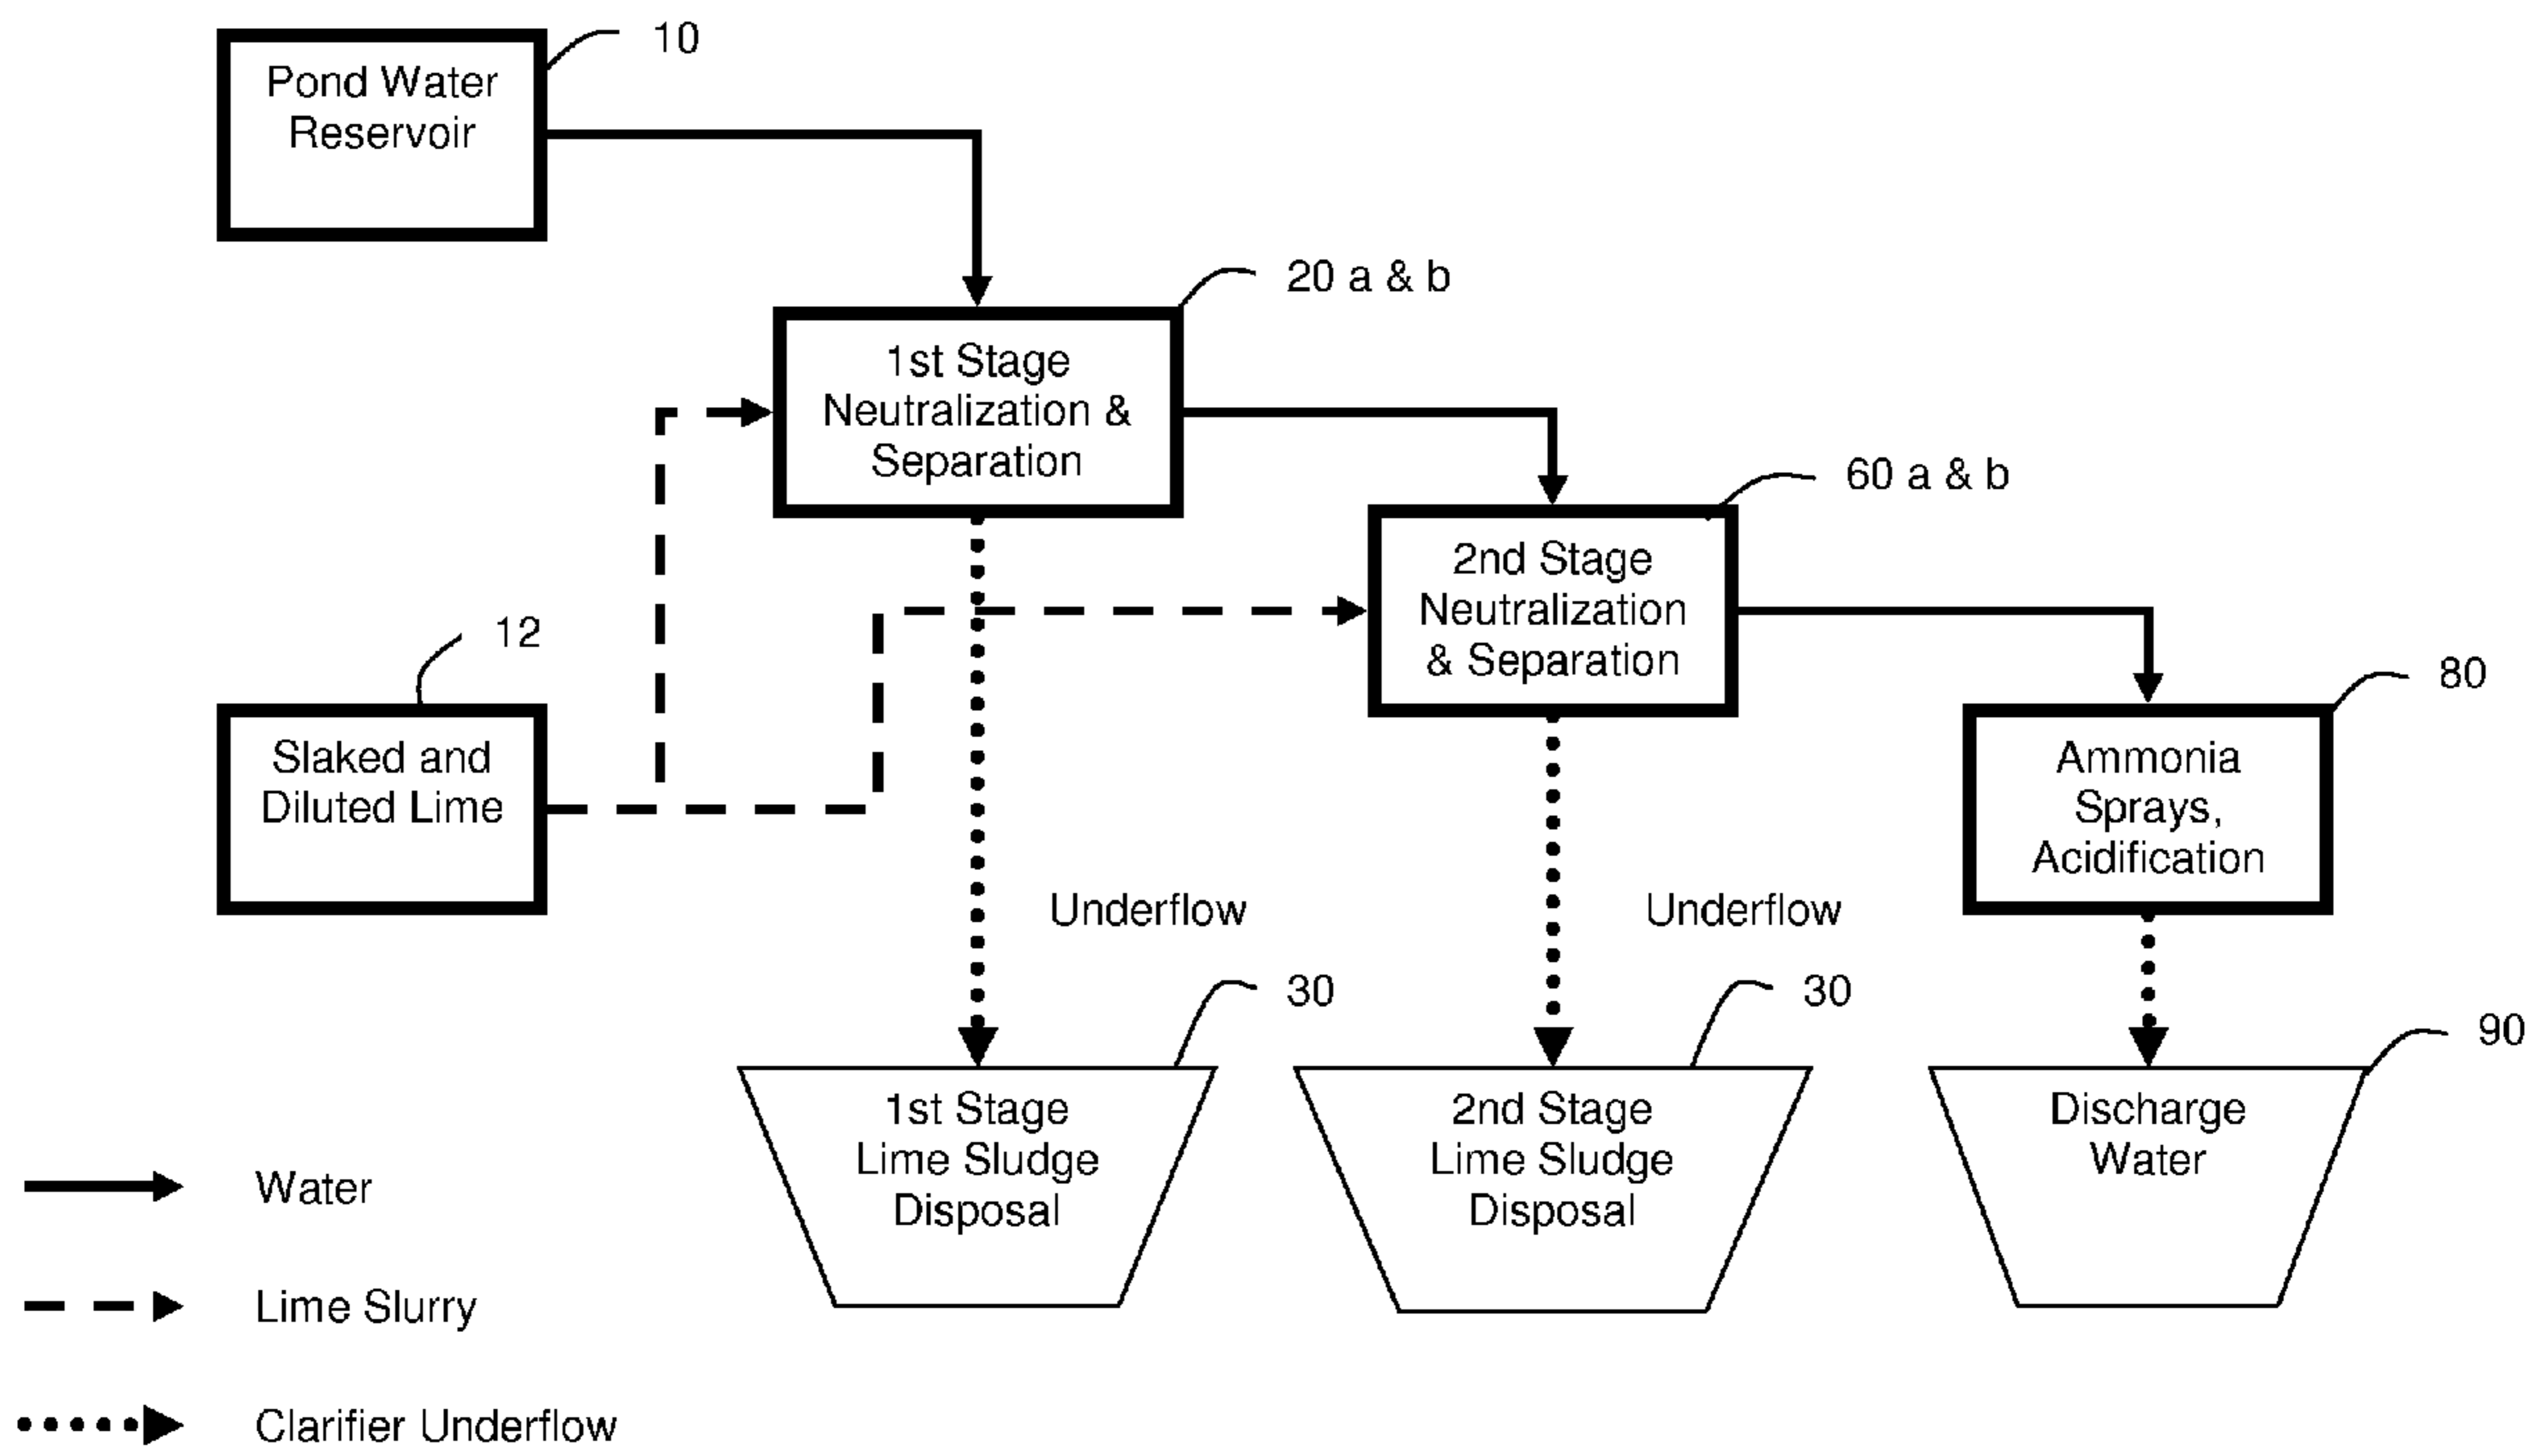 10
Pond Water
Reservoir
20 a & b
1st Stage
Neutralization &
Separation
60 a & b
2nd Stage
Neutralization
& Separation
12
Slaked and
Diluted Lime
80
Ammonia
Sprays,
Acidification
Underflow
Underflow
30
30
90
1st Stage
Lime Sludge
Disposal
2nd Stage
Lime Sludge
Disposal
Discharge
Water
Water
Lime Slurry
Clarifier Underflow